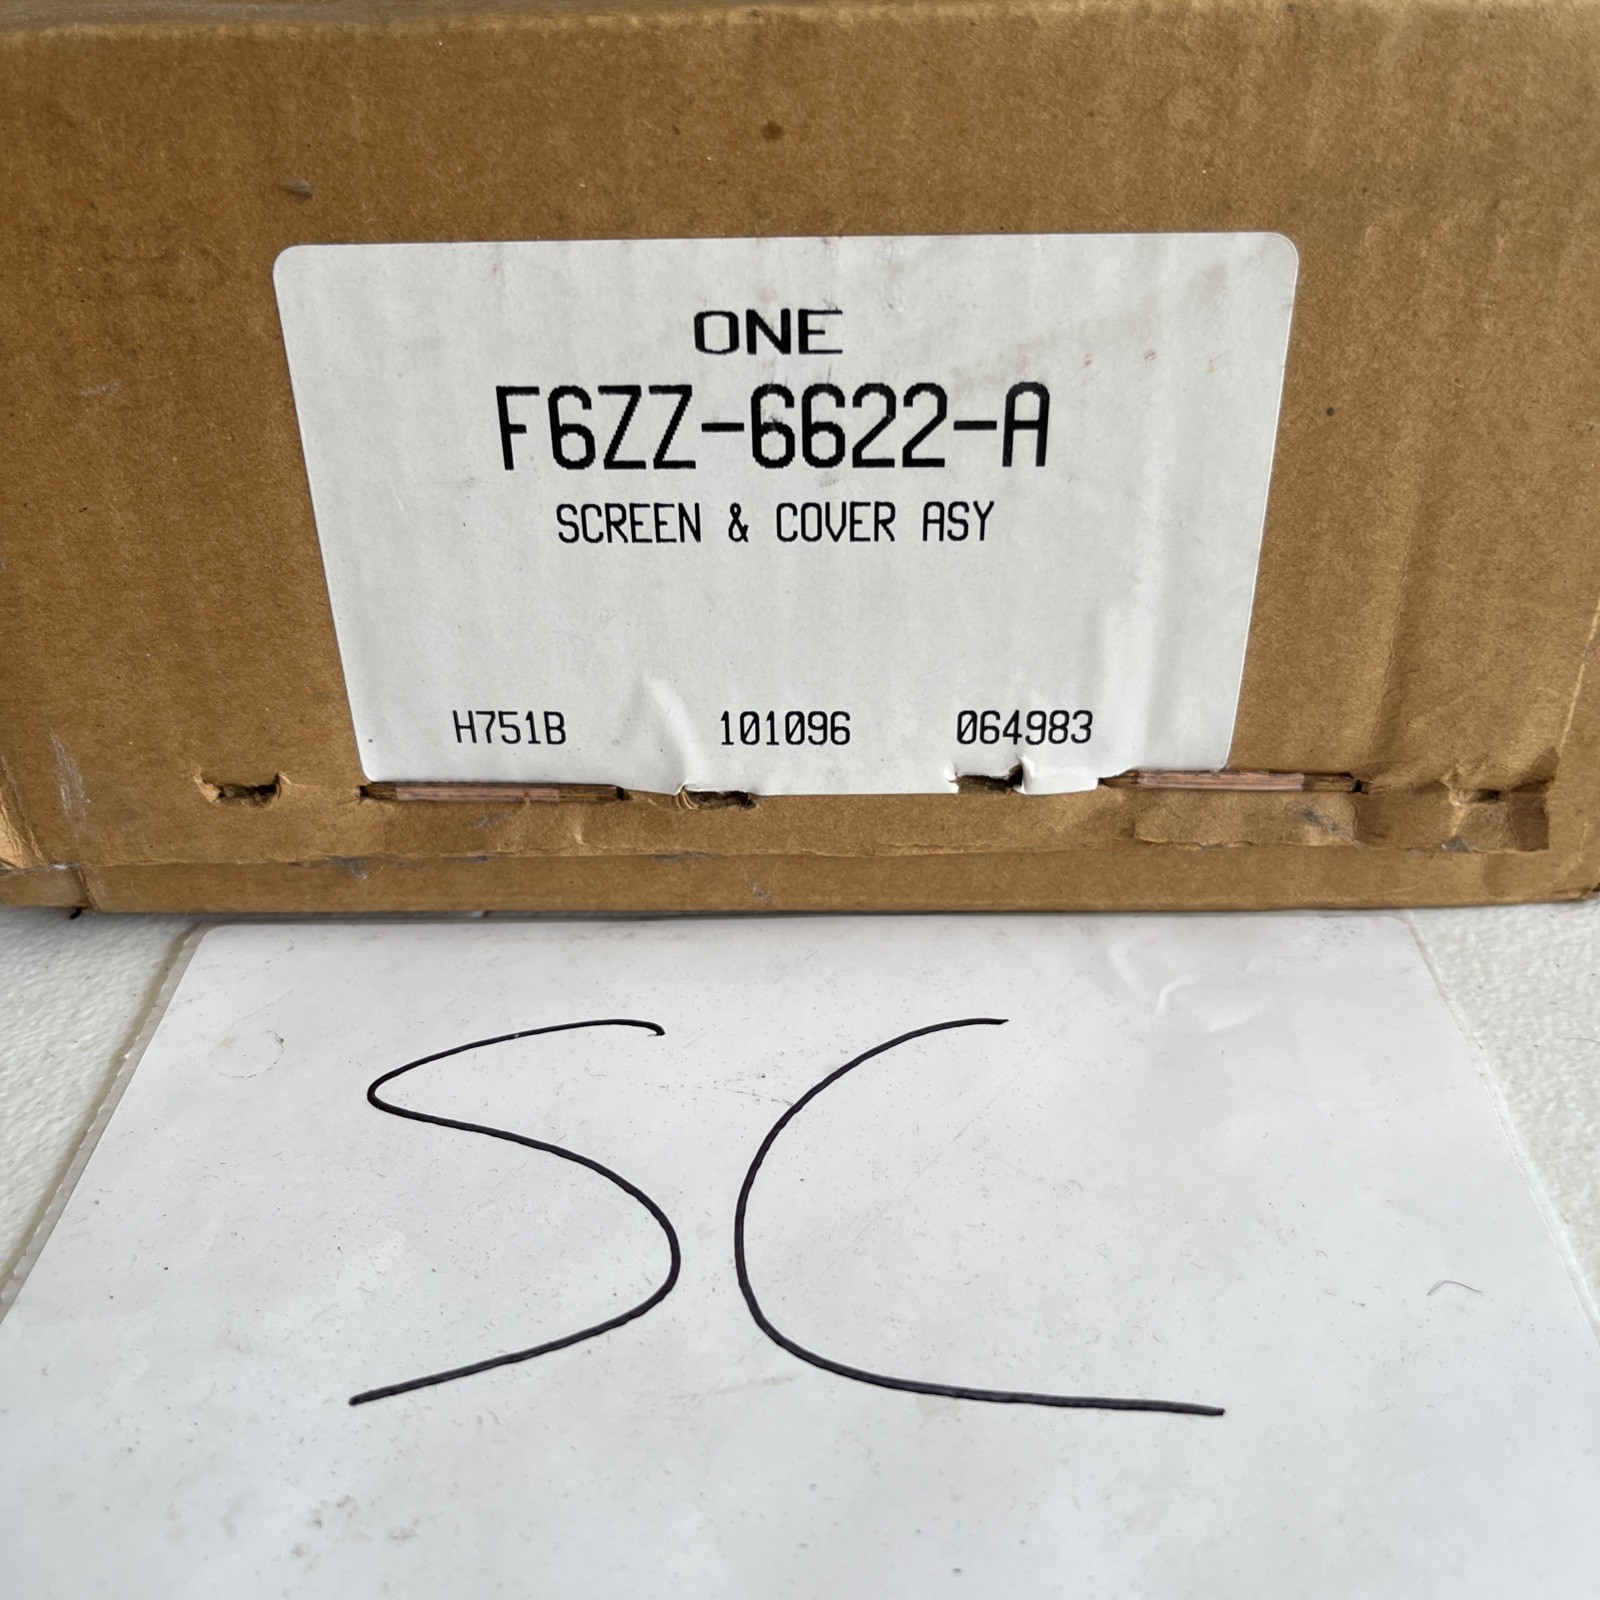 ONE
F6ZZ-6622-A
SCREEN & COVER ASY
H751B 101096 064983
SC